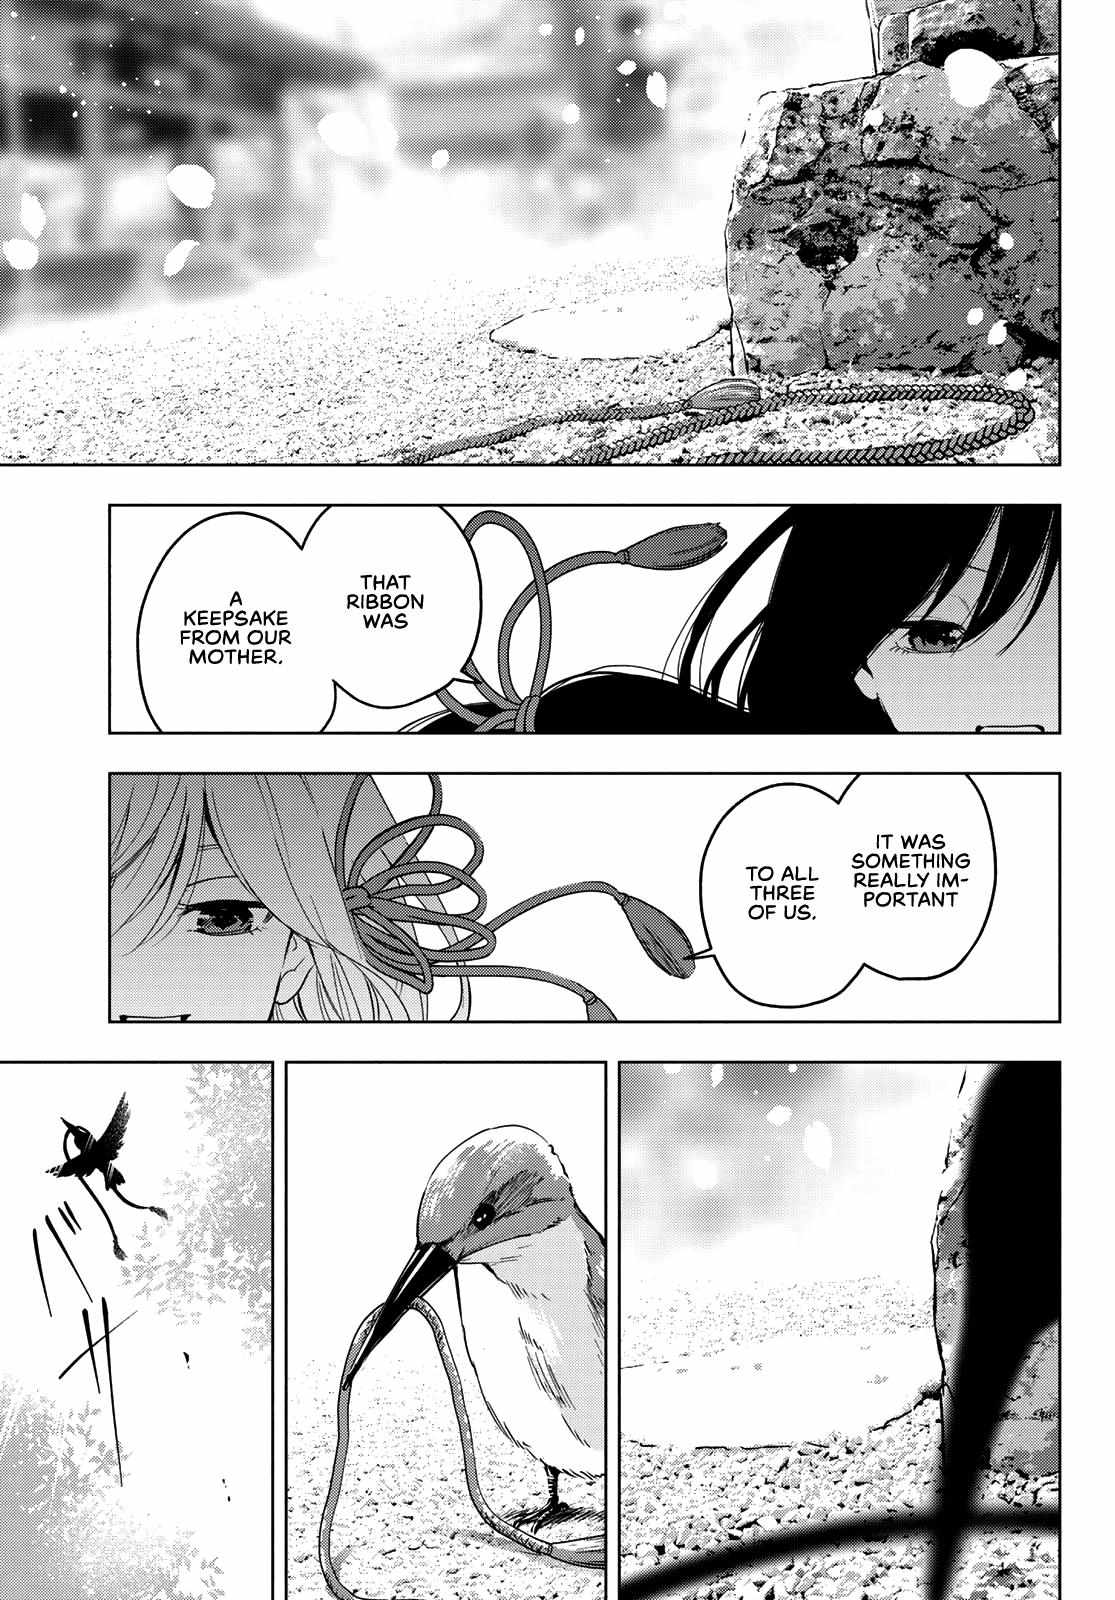 THAT
RIBBON
WAS
A
KEEPSAKE
FROM OUR
MOTHER.
IT WAS
SOMETHING
REALLY IM-
PORTANT
TO ALL
THREE
OF US.